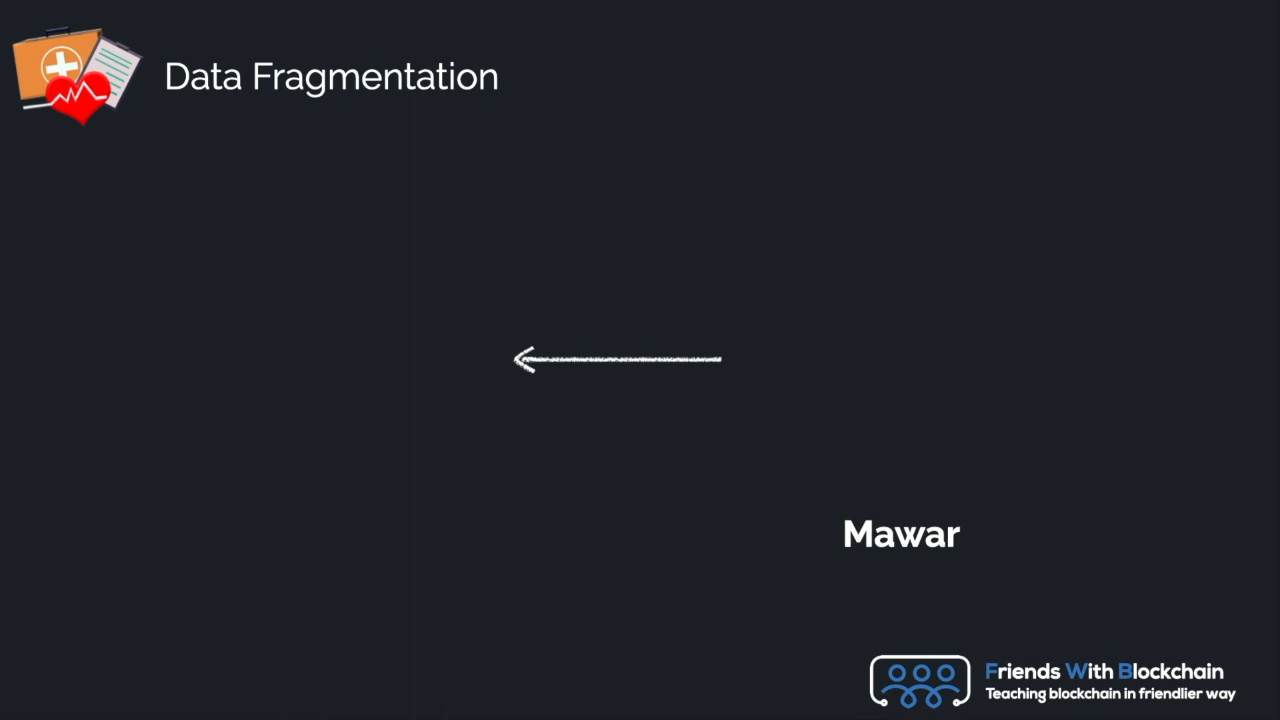 Data Fragmentation
Mawar
Friends With Blockchain
Teaching blockchain in friendlier way